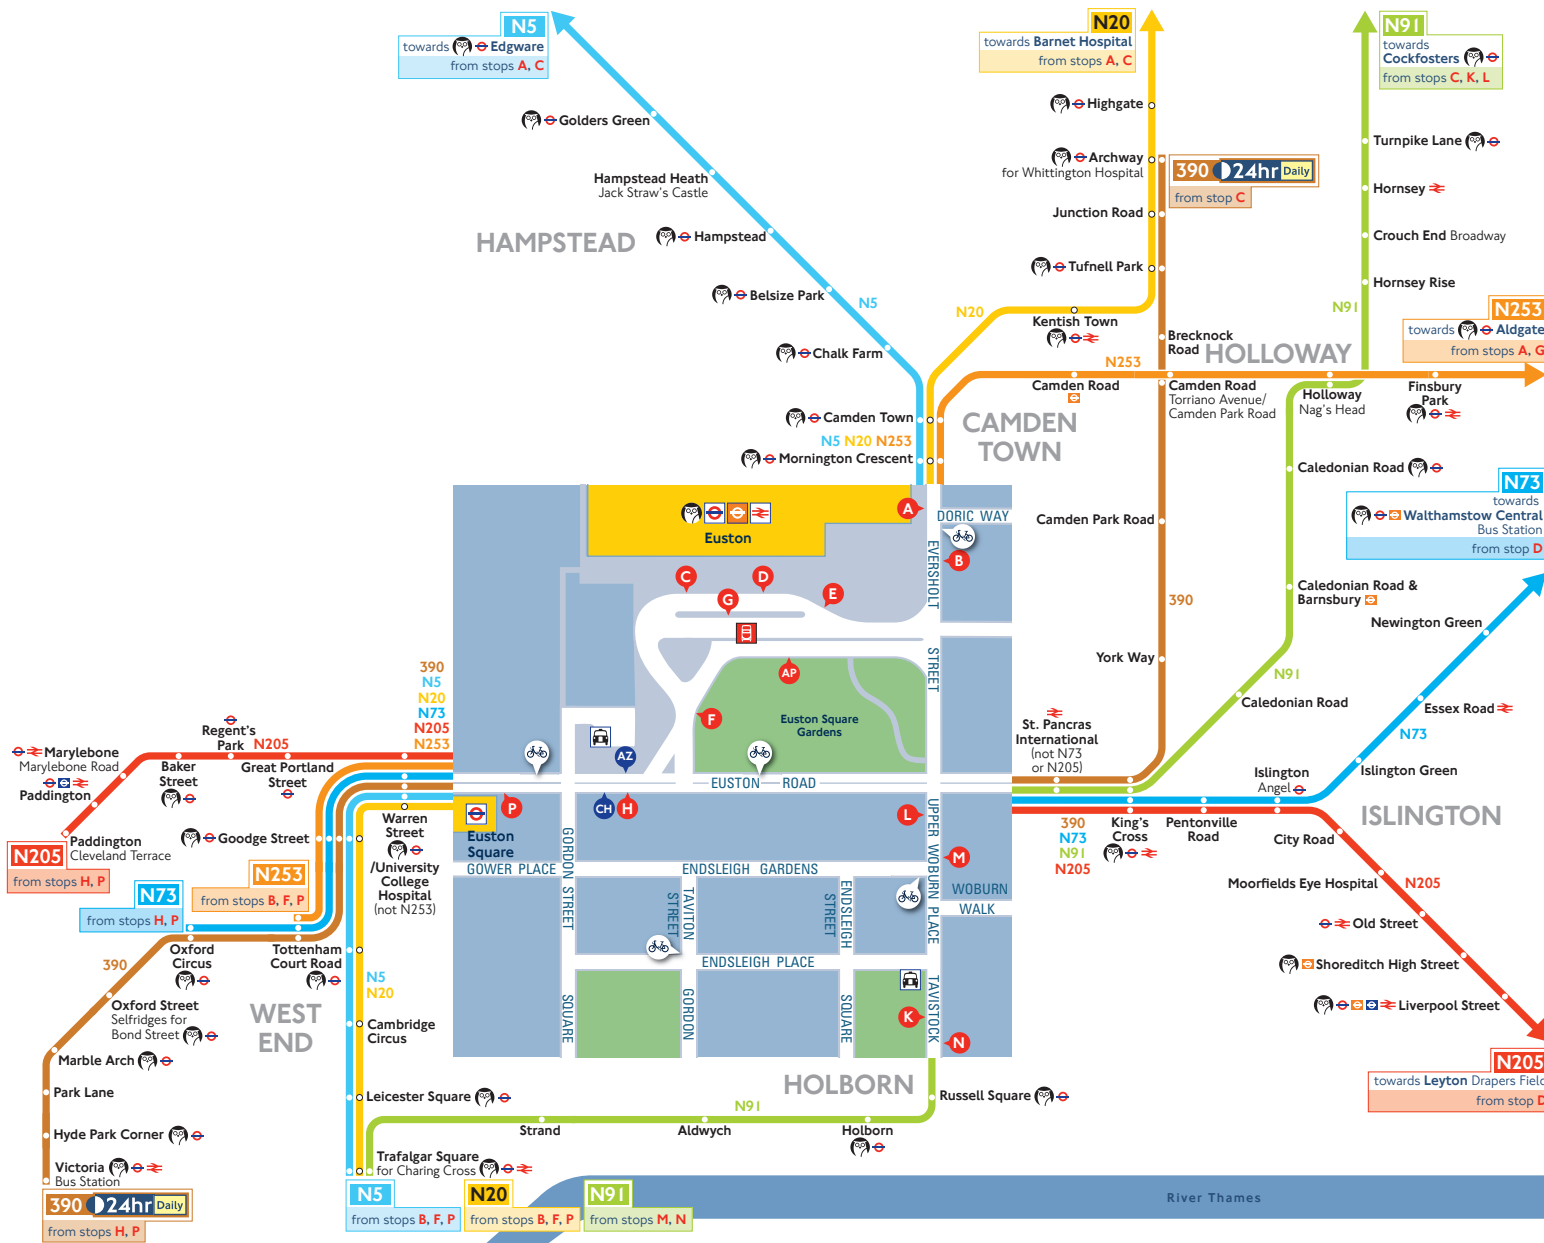 N5
towards Edgware
from stops A, C
N20
towards Barnet Hospital
from stops A, C
N91
towards
Cockfosters
from stops C, K, L
Golders Green
Hampstead Heath
Jack Straw's Castle
HAMPSTEAD
Hampstead
Belsize Park
N5
Chalk Farm
Camden Town
N5 N20 N253
Mornington Crescent
Highgate
Archway
for Whittington Hospital
390 24hr Daily
from stop C
Junction Road
Tufnell Park
N20
Kentish Town
Brecknock
Road
HOLLOWAY
N253
Camden Road
Camden Road
Torriano Avenue/
Camden Park Road
CAMDEN
TOWN
Turnpike Lane
Hornsey
Crouch End Broadway
Hornsey Rise
N91
N253
towards Aldgate
from stops A, G
Holloway
Nag's Head
Finsbury
Park
Caledonian Road
N73
towards
Walthamstow Central
Bus Station
from stop D
Camden Park Road
Caledonian Road &
Barnsbury
390
Newington Green
York Way
N91
Caledonian Road
Essex Road
N73
Islington Green
Islington
Angel
ISLINGTON
St. Pancras
International
(not N73
or N205)
390
N73
N91
N205
King's
Cross
Pentonville
Road
City Road
Moorfields Eye Hospital
N205
Old Street
Shoreditch High Street
Liverpool Street
N205
towards Leyton Drapers Field
from stop D
Euston
A
DORIC WAY
B
EVERSHOLT
STREET
C
D
G
E
AP
F
Euston Square
Gardens
AZ
EUSTON ROAD
P
CH
H
L
Euston
Square
GOWER PLACE
GORDON STREET
ENDSLEIGH GARDENS
UPPER WOBURN PLACE
M
WOBURN
WALK
TAVITON
STREET
ENDSLEIGH
STREET
ENDSLEIGH PLACE
SQUARE
GORDON
SQUARE
TAVISTOCK
K
N
390
N5
N20
N73
N205
N253
Marylebone
Marylebone Road
Paddington
Regent's
Park
N205
Baker
Street
Great Portland
Street
Paddington
Cleveland Terrace
N205
from stops H, P
Goodge Street
Warren
Street
/University
College
Hospital
(not N253)
N253
from stops B, F, P
N73
from stops H, P
Oxford
Circus
Tottenham
Court Road
390
N5
N20
Oxford Street
Selfridges for
Bond Street
WEST
END
Cambridge
Circus
Marble Arch
Park Lane
Leicester Square
Hyde Park Corner
Victoria
Bus Station
390 24hr Daily
from stops H, P
HOLBORN
Russell Square
N91
Strand
Aldwych
Holborn
Trafalgar Square
for Charing Cross
N5
from stops B, F, P
N20
from stops B, F, P
N91
from stops M, N
River Thames